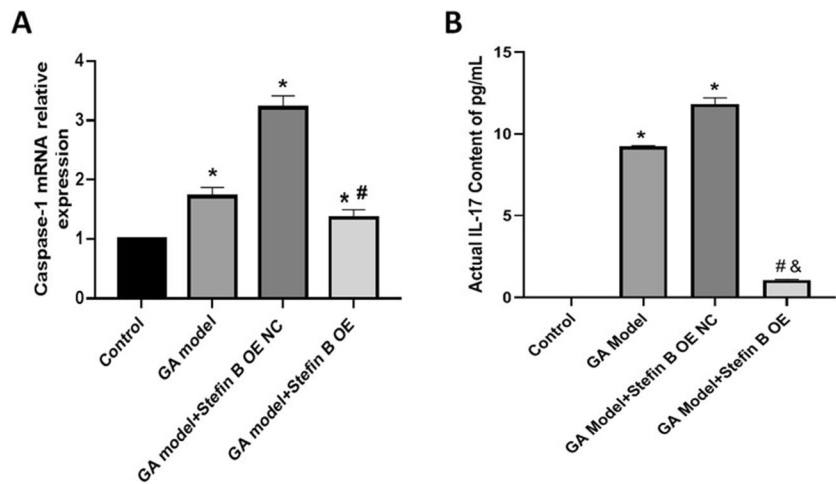 A
Caspase-1 mRNA relative
expression
4
3
2
1
0
*
*
* #
Control
GA model
GA model+Stefin B OE NC
GA model+Stefin B OE
B
Actual IL-17 Content of pg/mL
15
10
5
0
*
*
# &
Control
GA Model
GA Model+Stefin B OE NC
GA Model+Stefin B OE